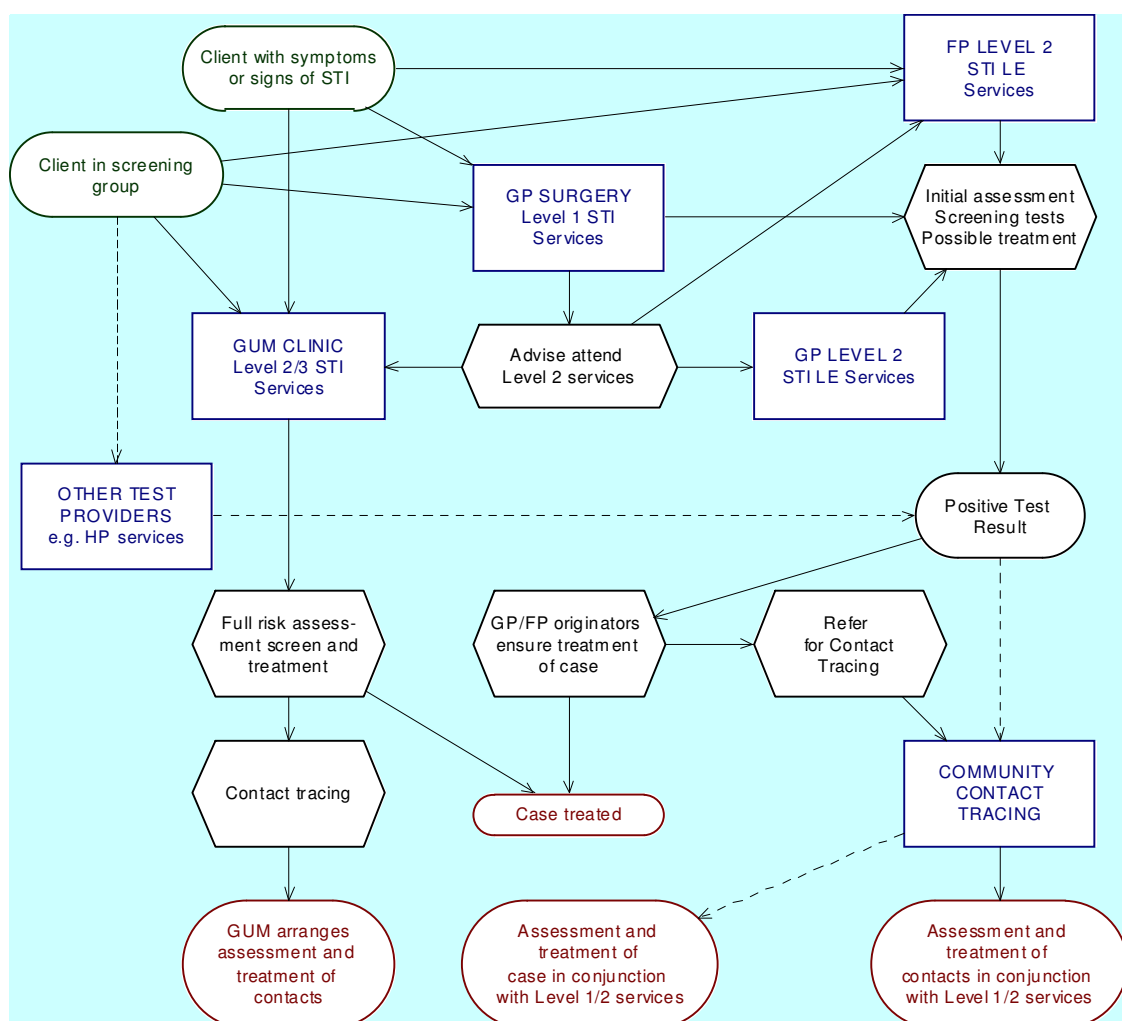 Client with symptoms
or signs of STI
FP LEVEL 2
STI LE
Services
Client in screening
group
GP SURGERY
Level 1 STI
Services
Initial assessment
Screening tests
Possible treatment
GUM CLINIC
Level 2/3 STI
Services
Advise attend
Level 2 services
GP LEVEL 2
STI LE Services
OTHER TEST
PROVIDERS
e.g. HP services
Positive Test
Result
Full risk assess-
ment screen and
treatment
GP/FP originators
ensure treatment
of case
Refer
for Contact
Tracing
Contact tracing
Case treated
COMMUNITY
CONTACT
TRACING
GUM arranges
assessment and
treatment of
contacts
Assessment and
treatment of
case in conjunction
with Level 1/2 services
Assessment and
treatment of
contacts in conjunction
with Level 1/2 services